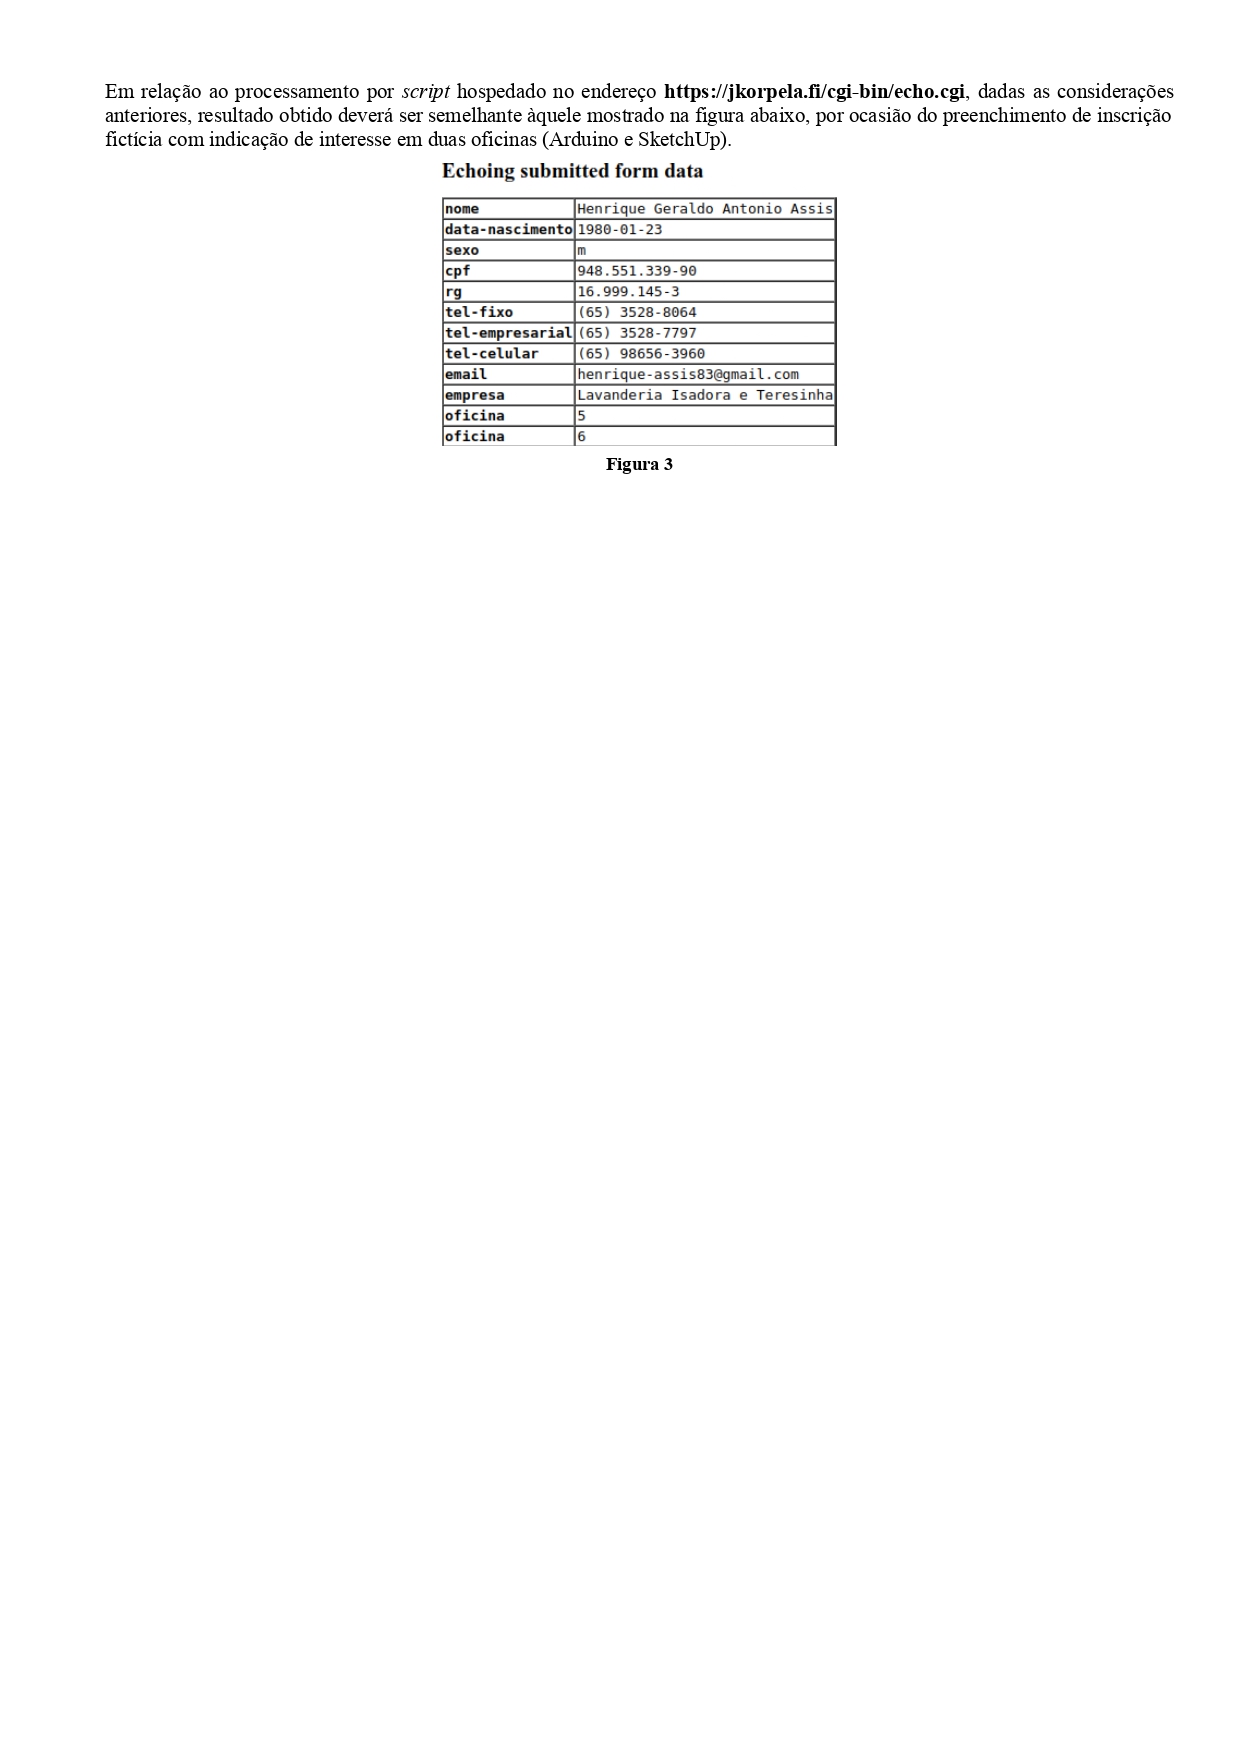 Em relação ao processamento por script hospedado no endereço https://jkorpela.fi/cgi-bin/echo.cgi, dadas as considerações
anteriores, resultado obtido deverá ser semelhante àquele mostrado na figura abaixo, por ocasião do preenchimento de inscrição
fictícia com indicação de interesse em duas oficinas (Arduino e SketchUp).
Echoing submitted form data
nome Henrique Geraldo Antonio Assis
data-nascimento 1980-01-23
sexo m
cpf 948.551.339-90
rg 16.999.145-3
tel-fixo (65) 3528-8064
tel-empresarial (65) 3528-7797
tel-celular (65) 98656-3960
email henrique-assis83@gmail.com
empresa Lavanderia Isadora e Teresinha
oficina 5
oficina 6
Figura 3